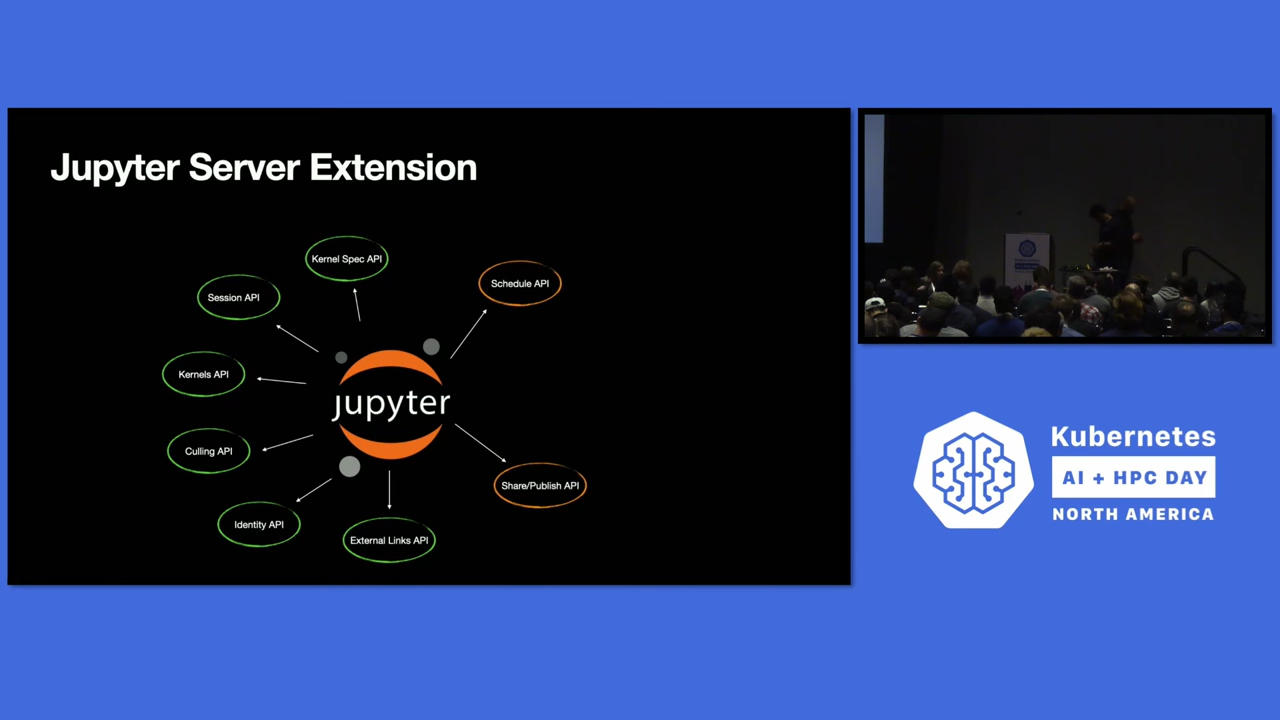 Jupyter Server Extension
Kernel Spec API
Schedule API
Session API
Kernels API
jupyter
Culling API
Share/Publish API
Identity API
External Links API
Kubernetes
AI + HPC DAY
NORTH AMERICA